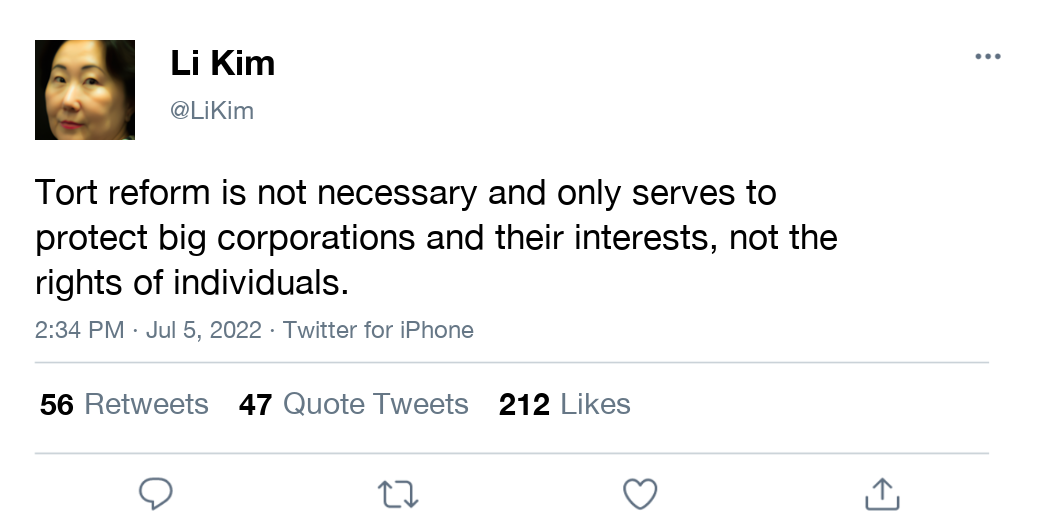 Li Kim
@LiKim
Tort reform is not necessary and only serves to
protect big corporations and their interests, not the
rights of individuals.
2:34 PM · Jul 5, 2022 · Twitter for iPhone
56 Retweets 47 Quote Tweets 212 Likes